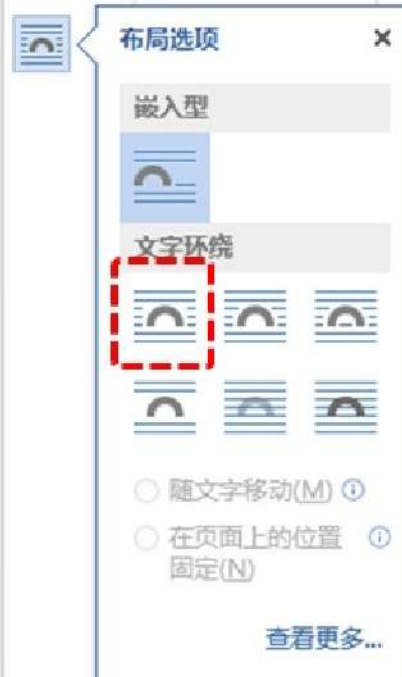 布局选项
嵌入型
文字环绕
随文字移动(M)
在页面上的位置
固定(N)
查看更多...